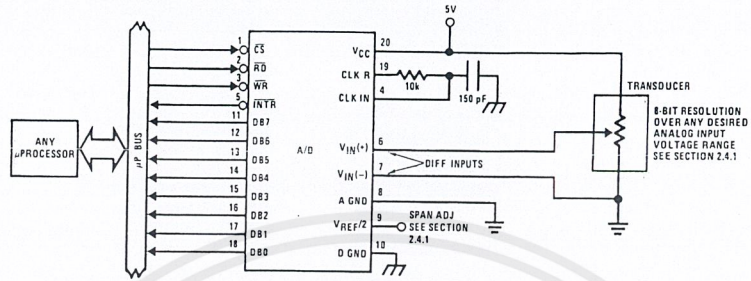 5V
1
CS
2
RD
3
WR
5
INTR
11
DB7
12
DB6
13
DB5
14
DB4
15
DB3
16
DB2
17
DB1
18
DB0
ANY
μPROCESSOR
μP BUS
A/D
20
VCC
19
CLK R
10k
4
CLK IN
150 pF
6
VIN(+)
DIFF INPUTS
7
VIN(−)
8
A GND
9
VREF/2
SPAN ADJ
SEE SECTION
2.4.1
10
D GND
TRANSDUCER
8-BIT RESOLUTION
OVER ANY DESIRED
ANALOG INPUT
VOLTAGE RANGE
SEE SECTION 2.4.1